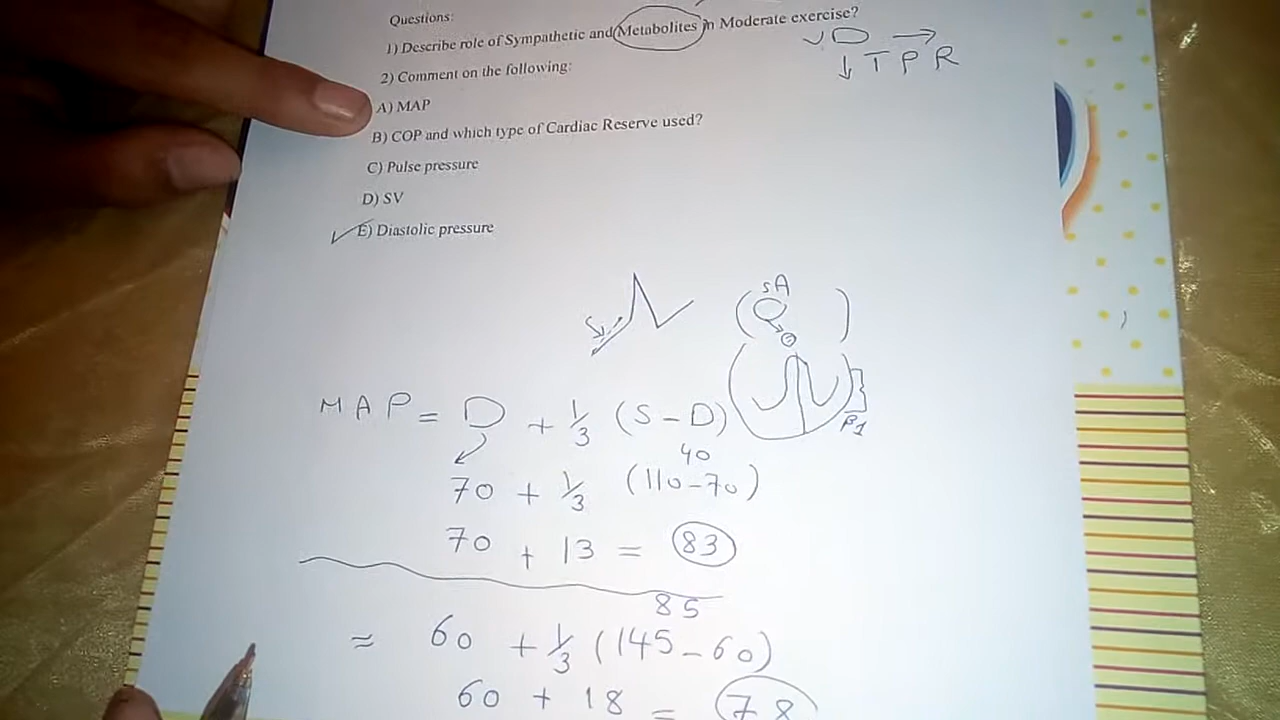 Questions:
1) Describe role of Sympathetic and Metabolites in Moderate exercise?
VD →
↓ TPR
2) Comment on the following:
A) MAP
B) COP and which type of Cardiac Reserve used?
C) Pulse pressure
D) SV
✓ E) Diastolic pressure
SA
β1
MAP = D + 1/3 (S - D)
40
70 + 1/3 (110-70)
70 + 13 = 83
85
≈ 60 + 1/3 (145-60)
60 + 18 = 78